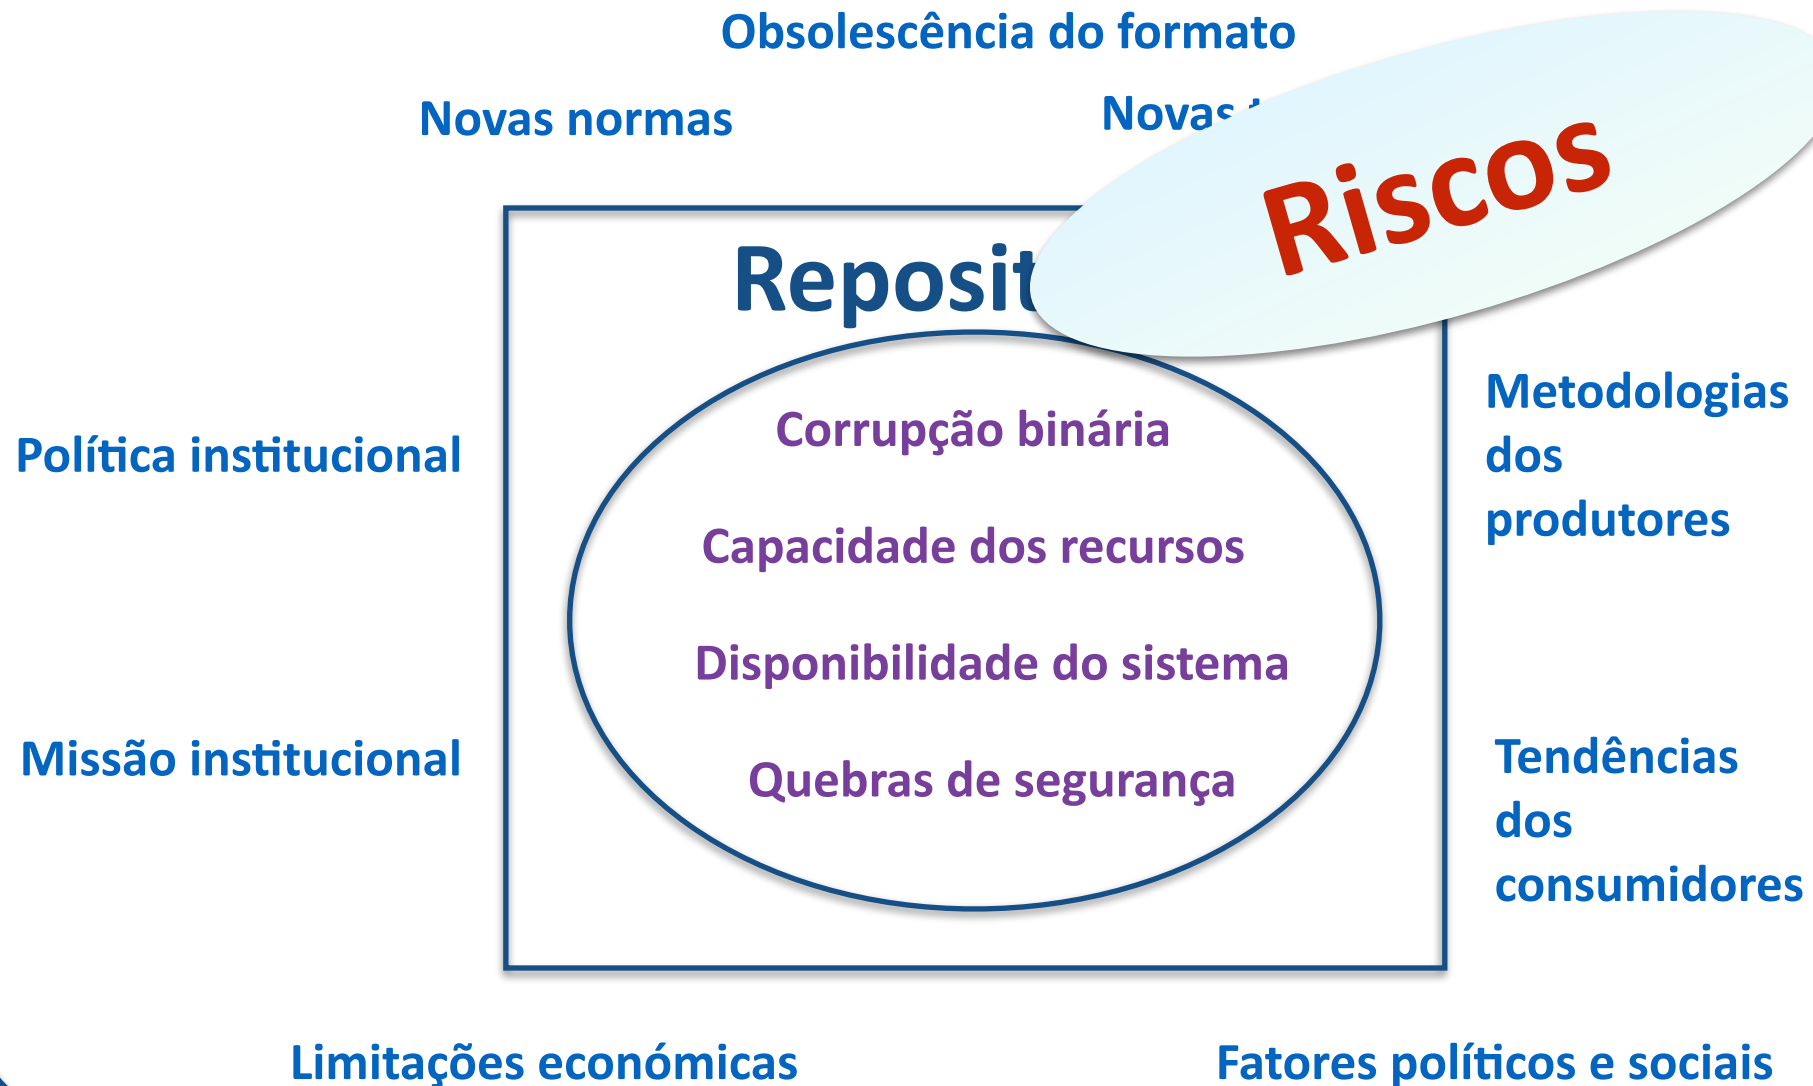 Obsolescência do formato
Novas normas
Novas
Riscos
Corrupção binária
Política institucional
Metodologias
dos
produtores
Capacidade dos recursos
Disponibilidade do sistema
Missão institucional
Quebras de segurança
Tendências
dos
consumidores
Limitações económicas
Fatores políticos e sociais